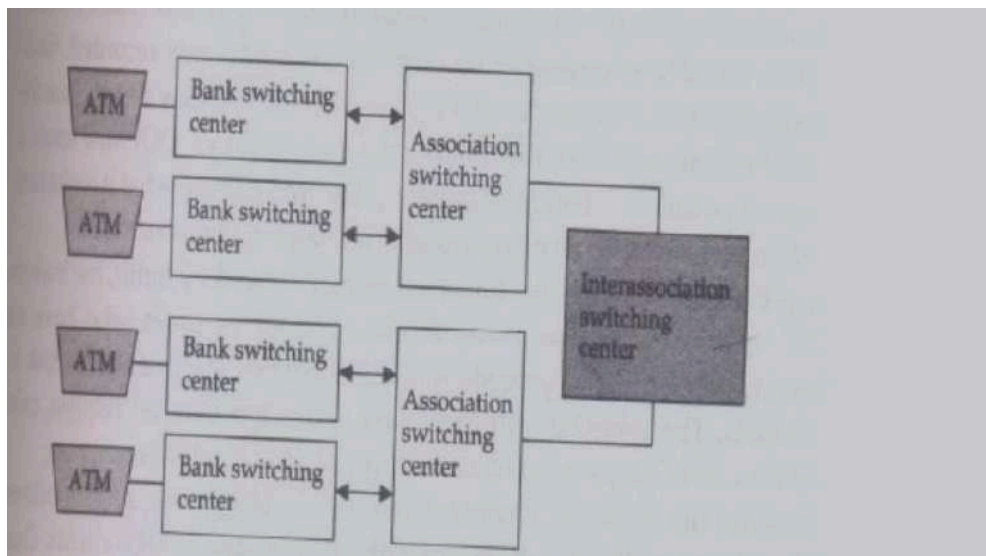 ATM
Bank switching
center
ATM
Bank switching
center
Association
switching
center
Interassociation
switching
center
ATM
Bank switching
center
ATM
Bank switching
center
Association
switching
center